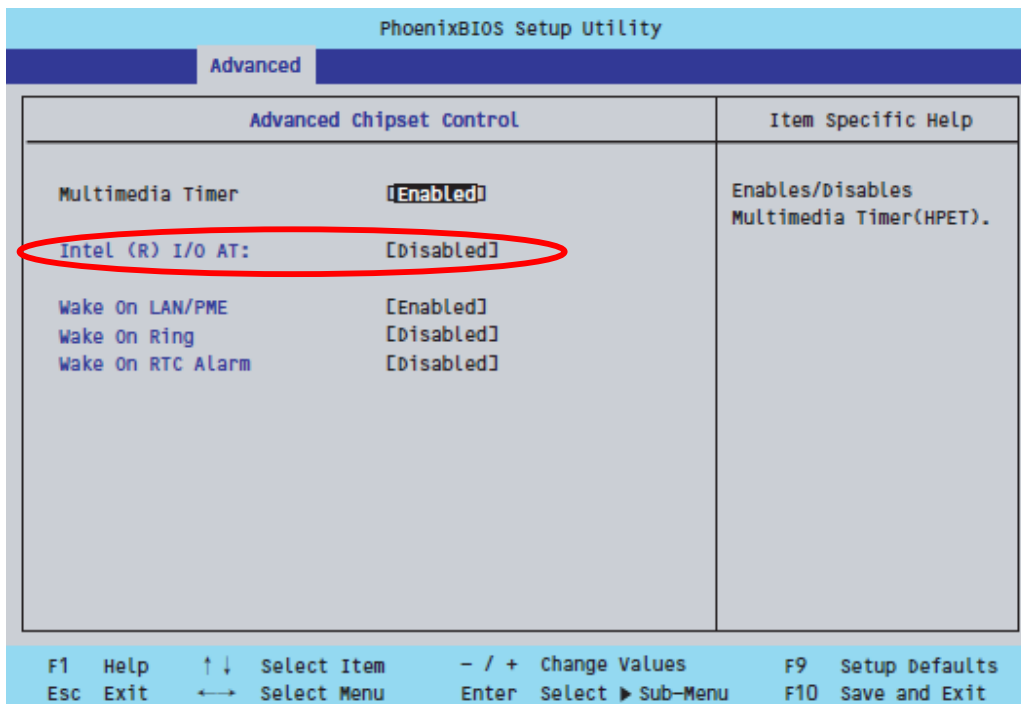 PhoenixBIOS Setup Utility
Advanced
Advanced Chipset Control
Item Specific Help
Multimedia Timer [Enabled]
Enables/Disables
Multimedia Timer(HPET).
Intel (R) I/O AT: [Disabled]
Wake On LAN/PME [Enabled]
Wake On Ring [Disabled]
Wake On RTC Alarm [Disabled]
F1 Help ↑↓ Select Item - / + Change Values F9 Setup Defaults
Esc Exit ←→ Select Menu Enter Select ▶ Sub-Menu F10 Save and Exit